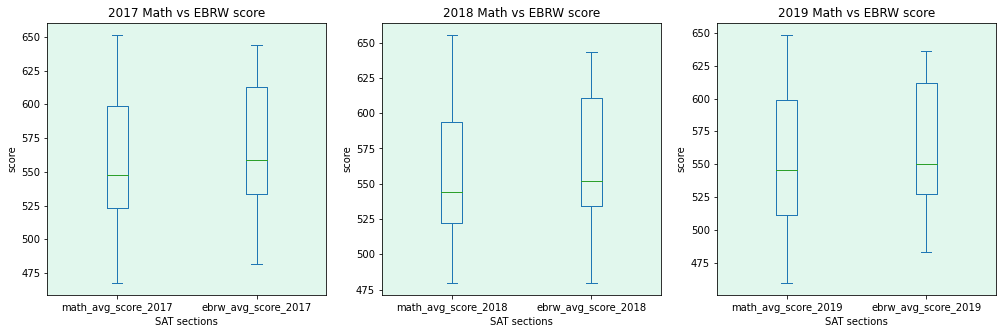 2017 Math vs EBRW score
score
650
625
600
575
550
525
500
475
math_avg_score_2017 ebrw_avg_score_2017
SAT sections
2018 Math vs EBRW score
score
650
625
600
575
550
525
500
475
math_avg_score_2018 ebrw_avg_score_2018
SAT sections
2019 Math vs EBRW score
score
650
625
600
575
550
525
500
475
math_avg_score_2019 ebrw_avg_score_2019
SAT sections